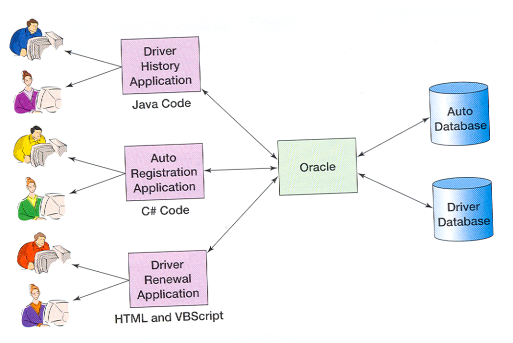 Driver
History
Application
Java Code
Auto
Registration
Application
C# Code
Driver
Renewal
Application
HTML and VBScript
Oracle
Auto
Database
Driver
Database